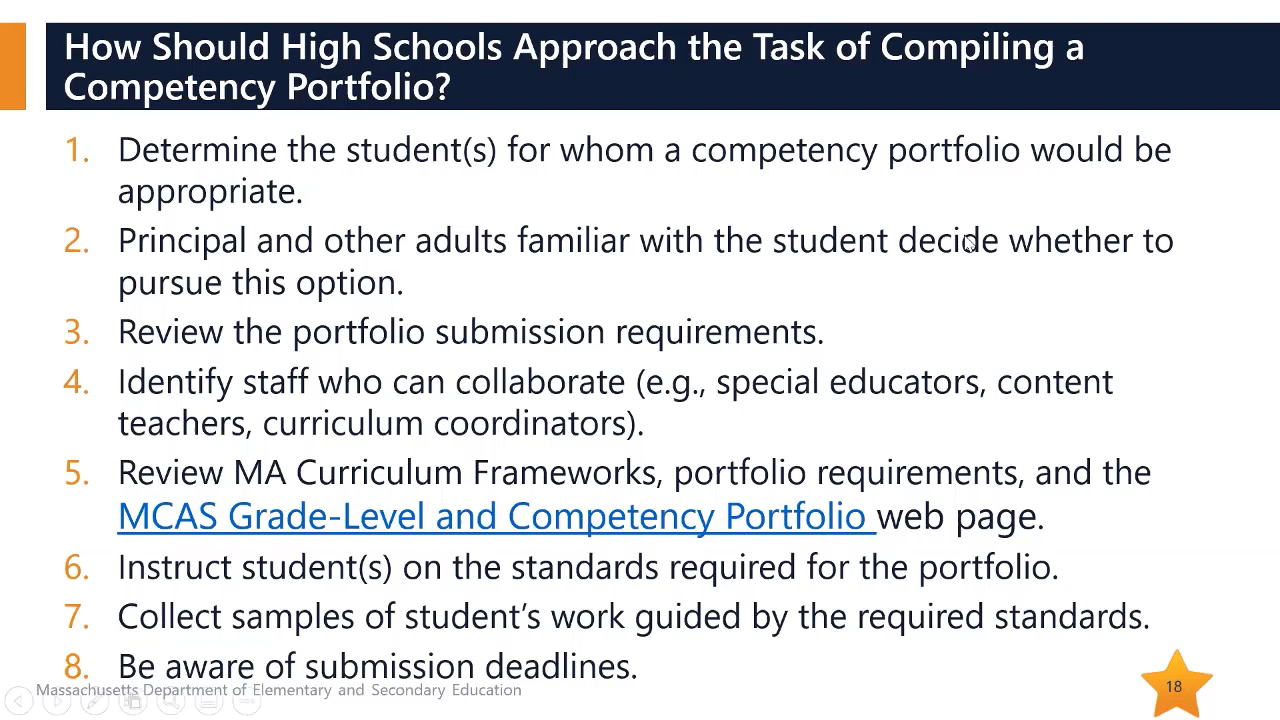 How Should High Schools Approach the Task of Compiling a
Competency Portfolio?
1. Determine the student(s) for whom a competency portfolio would be
appropriate.
2. Principal and other adults familiar with the student decide whether to
pursue this option.
3. Review the portfolio submission requirements.
4. Identify staff who can collaborate (e.g., special educators, content
teachers, curriculum coordinators).
5. Review MA Curriculum Frameworks, portfolio requirements, and the
MCAS Grade-Level and Competency Portfolio web page.
6. Instruct student(s) on the standards required for the portfolio.
7. Collect samples of student’s work guided by the required standards.
8. Be aware of submission deadlines.
Massachusetts Department of Elementary and Secondary Education
18